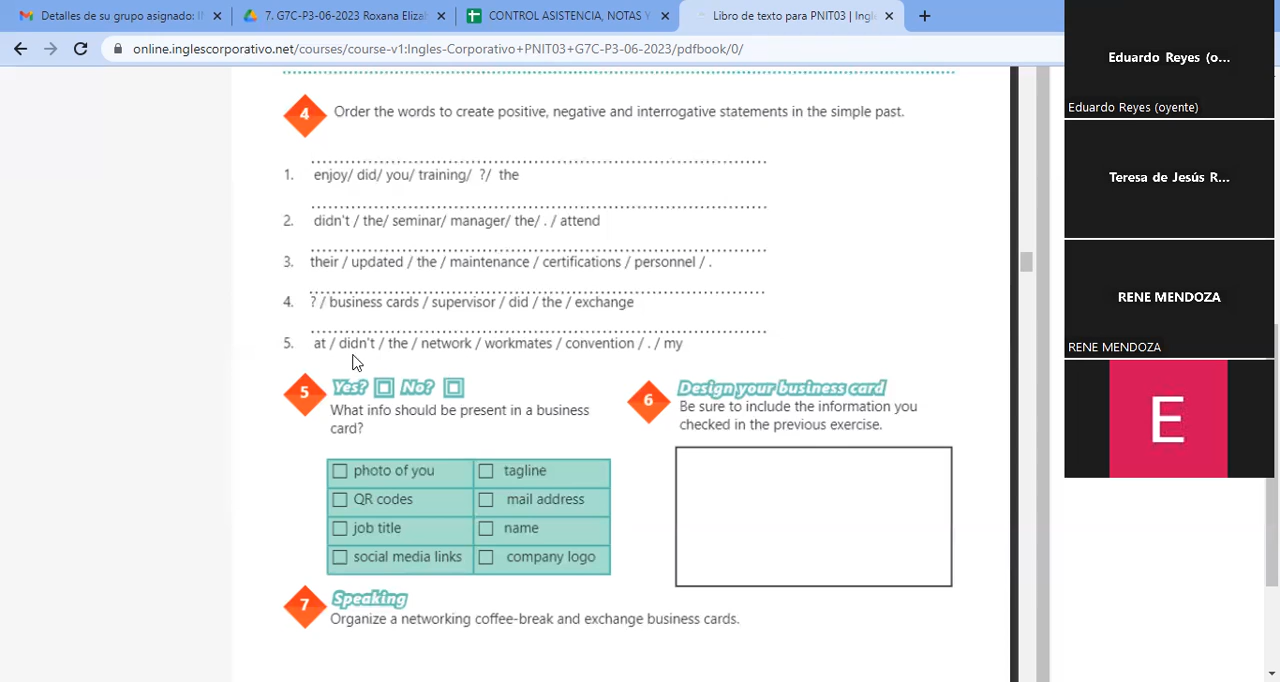 Detalles de su grupo asignado: IN
7. G7C-P3-06-2023 Roxana Elizab
CONTROL ASISTENCIA, NOTAS Y
Libro de texto para PNIT03 | Ingle
online.inglescorporativo.net/courses/course-v1:Ingles-Corporativo+PNIT03+G7C-P3-06-2023/pdfbook/0/
4 Order the words to create positive, negative and interrogative statements in the simple past.
1. enjoy/ did/ you/ training/ ?/ the
2. didn't / the/ seminar/ manager/ the/ . / attend
3. their / updated / the / maintenance / certifications / personnel / .
4. ? / business cards / supervisor / did / the / exchange
5. at / didn't / the / network / workmates / convention / . / my
5 Yes? No?
What info should be present in a business
card?
photo of you tagline
QR codes mail address
job title name
social media links company logo
6 Design your business card
Be sure to include the information you
checked in the previous exercise.
7 Speaking
Organize a networking coffee-break and exchange business cards.
Eduardo Reyes (o...
Eduardo Reyes (oyente)
Teresa de Jesús R...
RENE MENDOZA
RENE MENDOZA
E